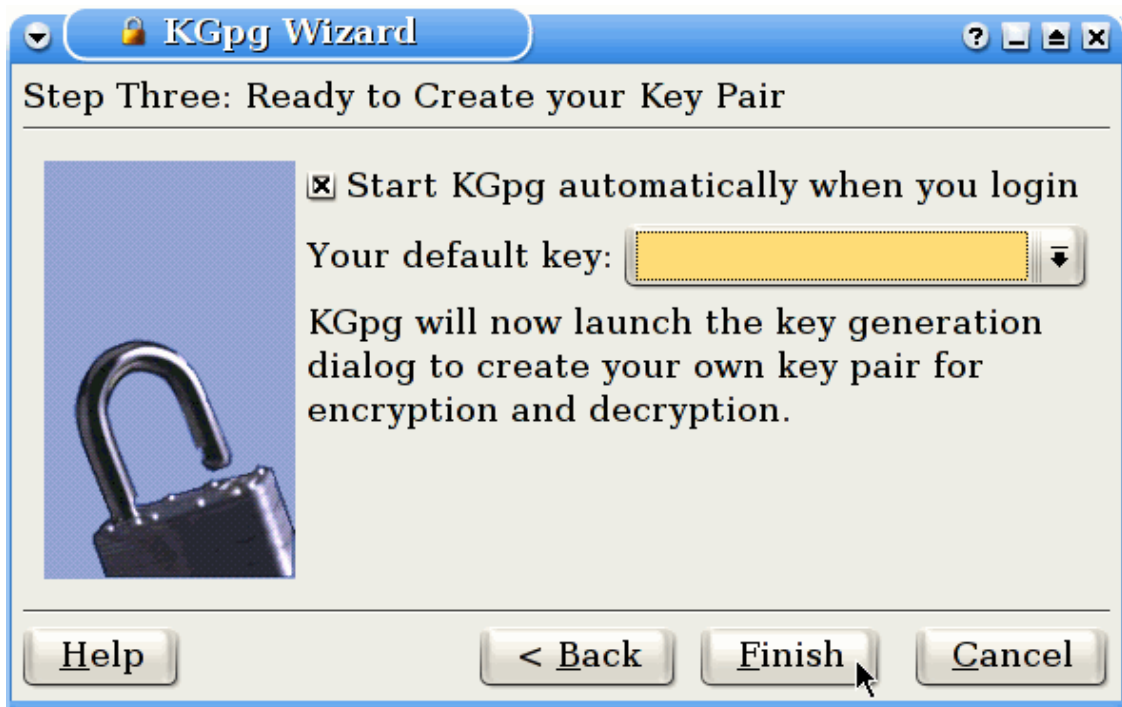 KGpg Wizard
Step Three: Ready to Create your Key Pair
Start KGpg automatically when you login
Your default key:
KGpg will now launch the key generation
dialog to create your own key pair for
encryption and decryption.
Help
< Back
Finish
Cancel